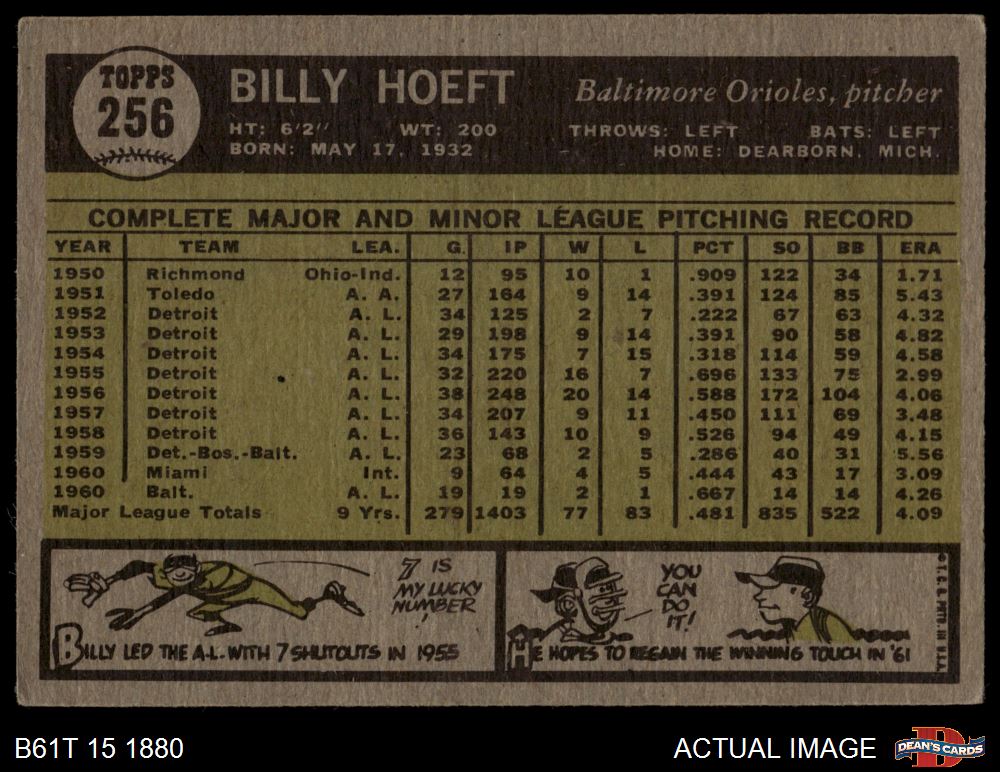 TOPPS
256
BILLY HOEFT
Baltimore Orioles, pitcher
HT: 6'2" WT: 200 THROWS: LEFT BATS: LEFT
BORN: MAY 17, 1932 HOME: DEARBORN, MICH.
COMPLETE MAJOR AND MINOR LEAGUE PITCHING RECORD
YEAR TEAM LEA. G. IP W L PCT SO BB ERA
1950 Richmond Ohio-Ind. 12 95 10 1 .909 122 34 1.71
1951 Toledo A. A. 27 164 9 14 .391 124 85 5.43
1952 Detroit A. L. 34 125 2 7 .222 67 63 4.32
1953 Detroit A. L. 29 198 9 14 .391 90 58 4.82
1954 Detroit A. L. 34 175 7 15 .318 114 59 4.58
1955 Detroit A. L. 32 220 16 7 .696 133 75 2.99
1956 Detroit A. L. 38 248 20 14 .588 172 104 4.06
1957 Detroit A. L. 34 207 9 11 .450 111 69 3.48
1958 Detroit A. L. 36 143 10 9 .526 94 49 4.15
1959 Det.-Bos.-Balt. A. L. 23 68 2 5 .286 40 31 5.56
1960 Miami Int. 9 64 4 5 .444 43 17 3.09
1960 Balt. A. L. 19 19 2 1 .667 14 14 4.26
Major League Totals 9 Yrs. 279 1403 77 83 .481 835 522 4.09
7 IS
MY LUCKY
NUMBER
!
BILLY LED THE A.L. WITH 7 SHUTOUTS IN 1955
YOU
CAN
DO
IT!
HE HOPES TO REGAIN THE WINNING TOUCH IN '61
© T. C. G. PRTD. IN U.S.A.
B61T 15 1880
ACTUAL IMAGE
D
DEAN'S CARDS